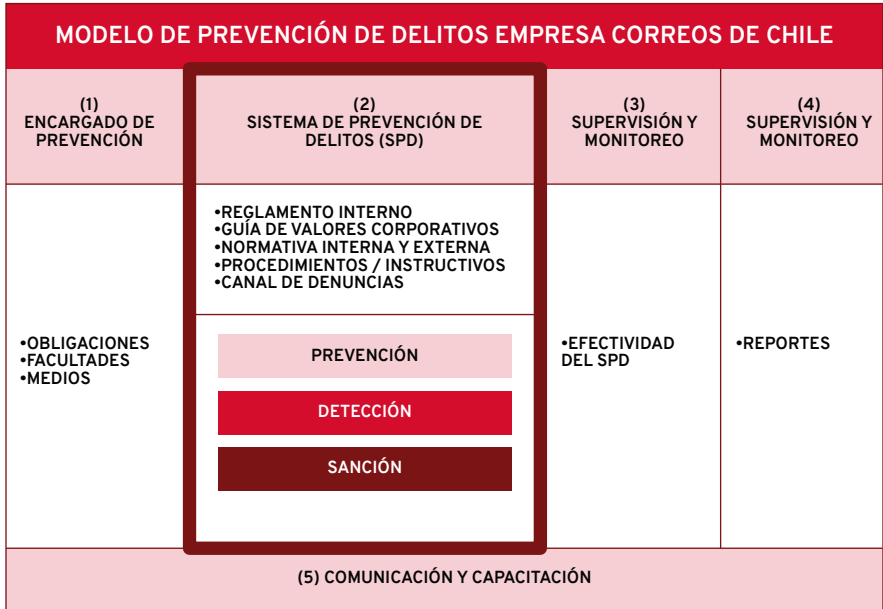 MODELO DE PREVENCIÓN DE DELITOS EMPRESA CORREOS DE CHILE
(1)
ENCARGADO DE
PREVENCIÓN
(2)
SISTEMA DE PREVENCIÓN DE
DELITOS (SPD)
(3)
SUPERVISIÓN Y
MONITOREO
(4)
SUPERVISIÓN Y
MONITOREO
•OBLIGACIONES
•FACULTADES
•MEDIOS
•REGLAMENTO INTERNO
•GUÍA DE VALORES CORPORATIVOS
•NORMATIVA INTERNA Y EXTERNA
•PROCEDIMIENTOS / INSTRUCTIVOS
•CANAL DE DENUNCIAS
PREVENCIÓN
DETECCIÓN
SANCIÓN
•EFECTIVIDAD
DEL SPD
•REPORTES
(5) COMUNICACIÓN Y CAPACITACIÓN